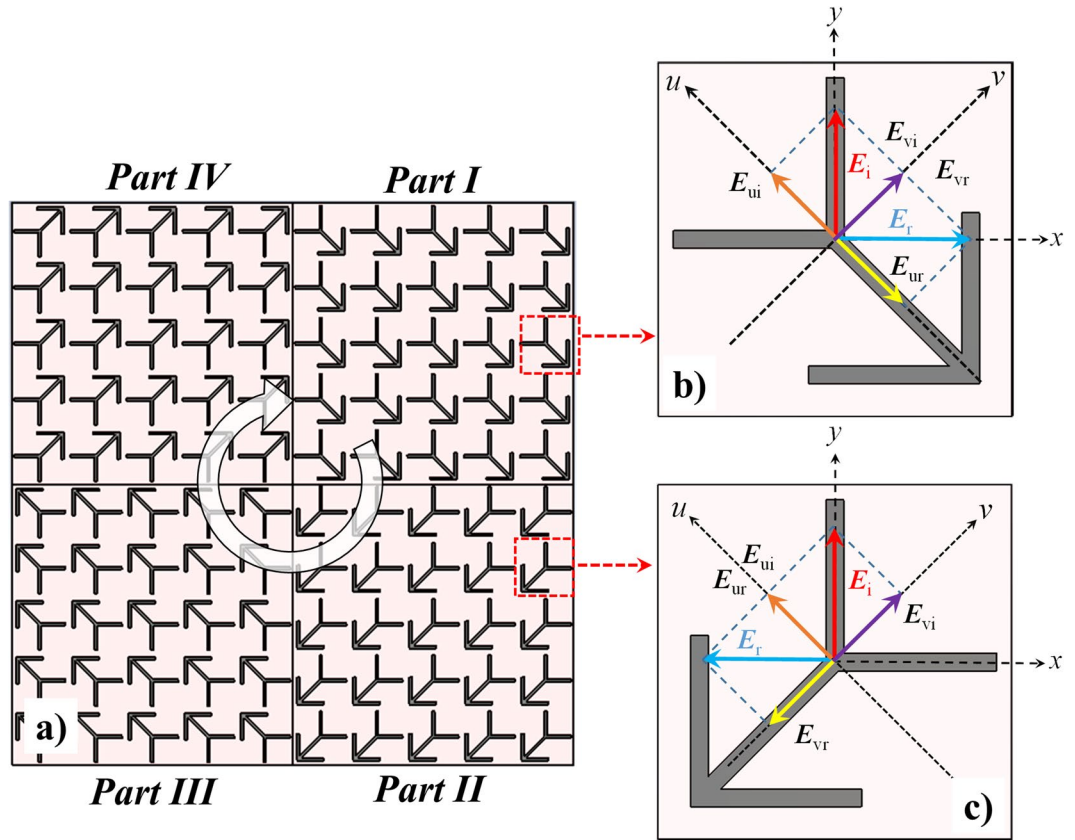 Part IV
Part I
a)
Part III
Part II
y
u
v
E_vi
E_i
E_ui
E_vr
E_r
x
E_ur
b)
y
u
v
E_ui
E_ur
E_i
E_vi
E_r
x
E_vr
c)